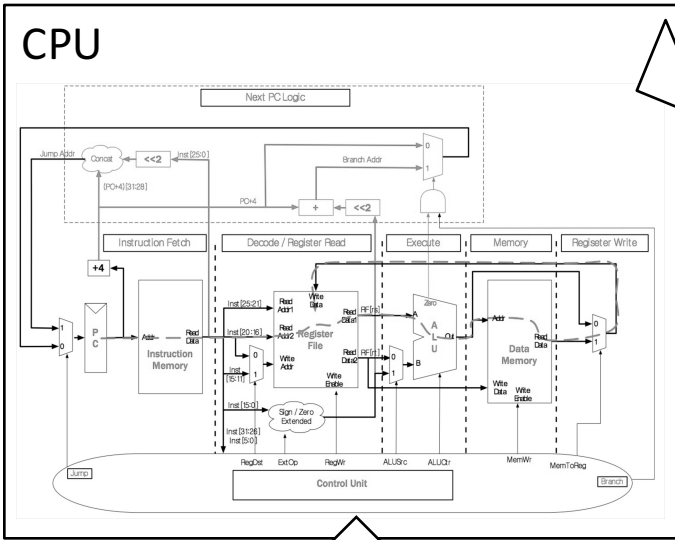 CPU
Next PC Logic
Jump Addr
Concat
<<2
Inst [25:0]
0
1
Branch Addr
(PC+4) [31:28]
PC+4
+
<<2
Instruction Fetch
Decode / Register Read
Execute
Memory
Regiseter Write
+4
1
0
P
C
Addr
Read
Data
Instruction
Memory
Inst [25:21]
Inst [20:16]
Inst
[15:11]
Inst [15:0]
Inst [31:26]
Inst [5:0]
Read
Addr1
Read
Addr2
Write
Data
Read
Data1
Register
File
Write
Addr
Read
Data2
Write
Enable
0
1
Sign / Zero
Extended
RF[rs]
RF[rt]
0
1
Zero
A
A
L
U
Out
B
Addr
Read
Data
Data
Memory
Write
Data
Write
Enable
0
1
Jump
RegDst
ExtOp
RegWr
ALUSrc
ALUCtr
MemWr
MemToReg
Branch
Control Unit